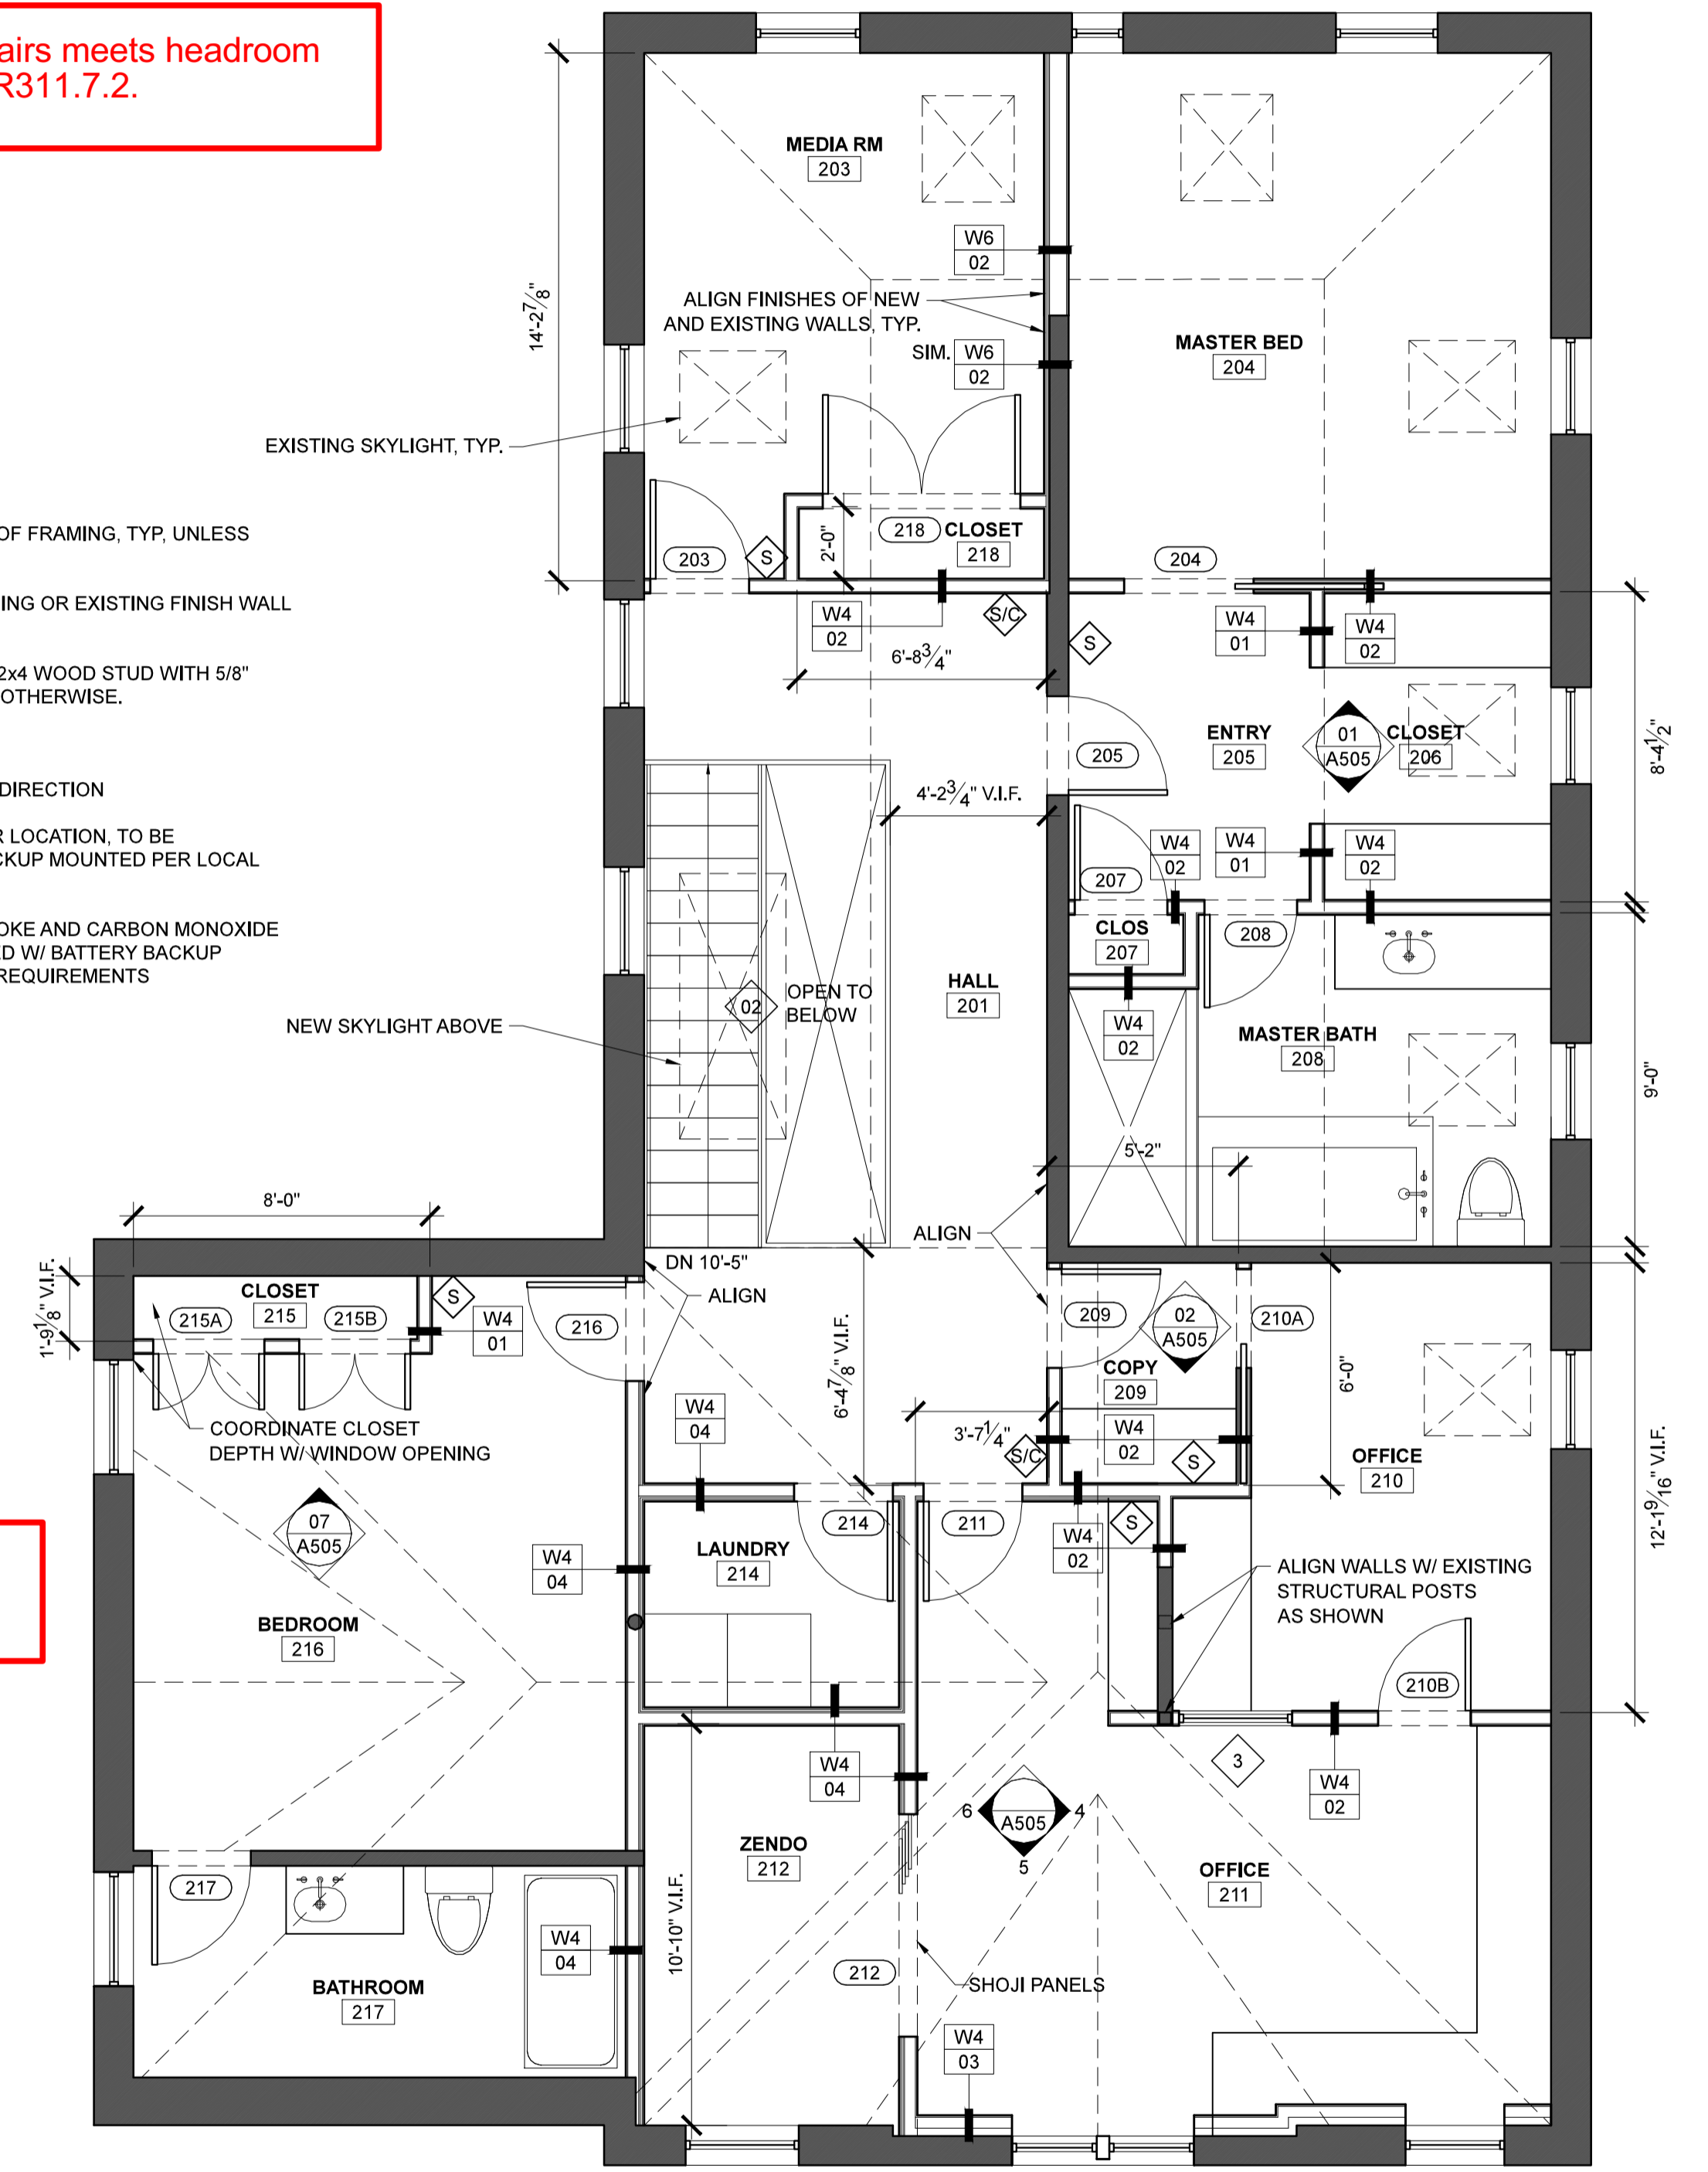 airs meets headroom
R311.7.2.
MEDIA RM
203
W6
02
14'-2 7/8"
ALIGN FINISHES OF NEW
AND EXISTING WALLS, TYP.
SIM.
W6
02
MASTER BED
204
EXISTING SKYLIGHT, TYP.
OF FRAMING, TYP, UNLESS
203
S
2'-0"
218
CLOSET
218
204
ING OR EXISTING FINISH WALL
W4
02
S/C
6'-8 3/4"
S
W4
01
W4
02
2x4 WOOD STUD WITH 5/8"
OTHERWISE.
205
ENTRY
205
01
A505
CLOSET
206
8'-4 1/2"
DIRECTION
4'-2 3/4" V.I.F.
R LOCATION, TO BE
CKUP MOUNTED PER LOCAL
207
W4
02
W4
01
W4
02
OKE AND CARBON MONOXIDE
ED W/ BATTERY BACKUP
REQUIREMENTS
CLOS
207
208
HALL
201
02
OPEN TO
BELOW
NEW SKYLIGHT ABOVE
W4
02
MASTER BATH
208
9'-0"
5'-2"
8'-0"
ALIGN
DN 10'-5"
ALIGN
1'-9 1/8" V.I.F.
CLOSET
215
215A
215B
S
W4
01
216
209
02
A505
210A
COPY
209
6'-4 7/8" V.I.F.
6'-0"
COORDINATE CLOSET
DEPTH W/ WINDOW OPENING
W4
04
3'-7 1/4"
S/C
W4
02
S
OFFICE
210
12'-1 9/16" V.I.F.
07
A505
W4
04
LAUNDRY
214
214
211
W4
02
S
ALIGN WALLS W/ EXISTING
STRUCTURAL POSTS
AS SHOWN
BEDROOM
216
210B
W4
04
3
W4
02
6
A505
4
5
ZENDO
212
OFFICE
211
217
10'-10" V.I.F.
W4
04
BATHROOM
217
212
SHOJI PANELS
W4
03